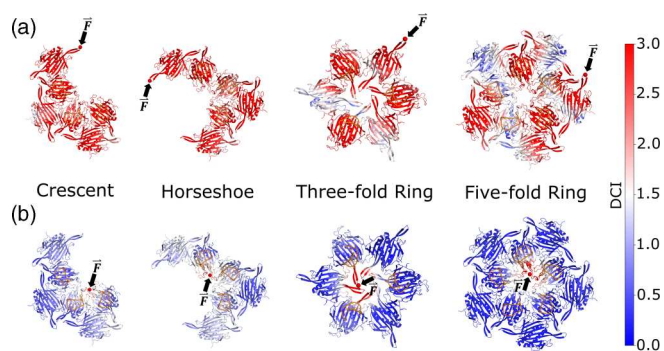 (a)
F
F
F
F
Crescent
Horseshoe
Three-fold Ring
Five-fold Ring
(b)
F
F
F
F
3.0
2.5
2.0
1.5
1.0
0.5
0.0
DCI